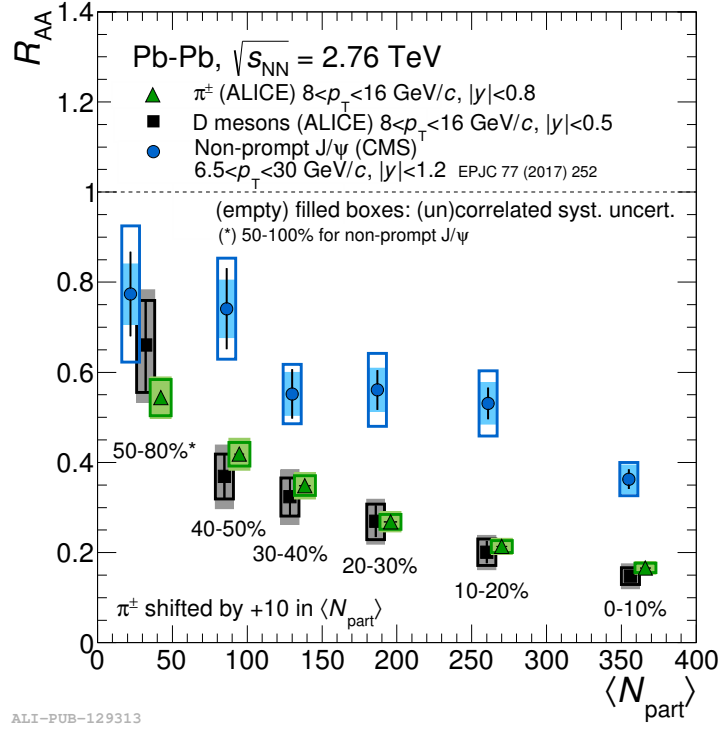 R_AA
1.4
1.2
1
0.8
0.6
0.4
0.2
0
Pb-Pb, √s_NN = 2.76 TeV
π± (ALICE) 8<p_T<16 GeV/c, |y|<0.8
D mesons (ALICE) 8<p_T<16 GeV/c, |y|<0.5
Non-prompt J/ψ (CMS)
6.5<p_T<30 GeV/c, |y|<1.2 EPJC 77 (2017) 252
(empty) filled boxes: (un)correlated syst. uncert.
(*) 50-100% for non-prompt J/ψ
50-80%*
40-50%
30-40%
20-30%
10-20%
0-10%
π± shifted by +10 in ⟨N_part⟩
0 50 100 150 200 250 300 350 400
⟨N_part⟩
ALI-PUB-129313